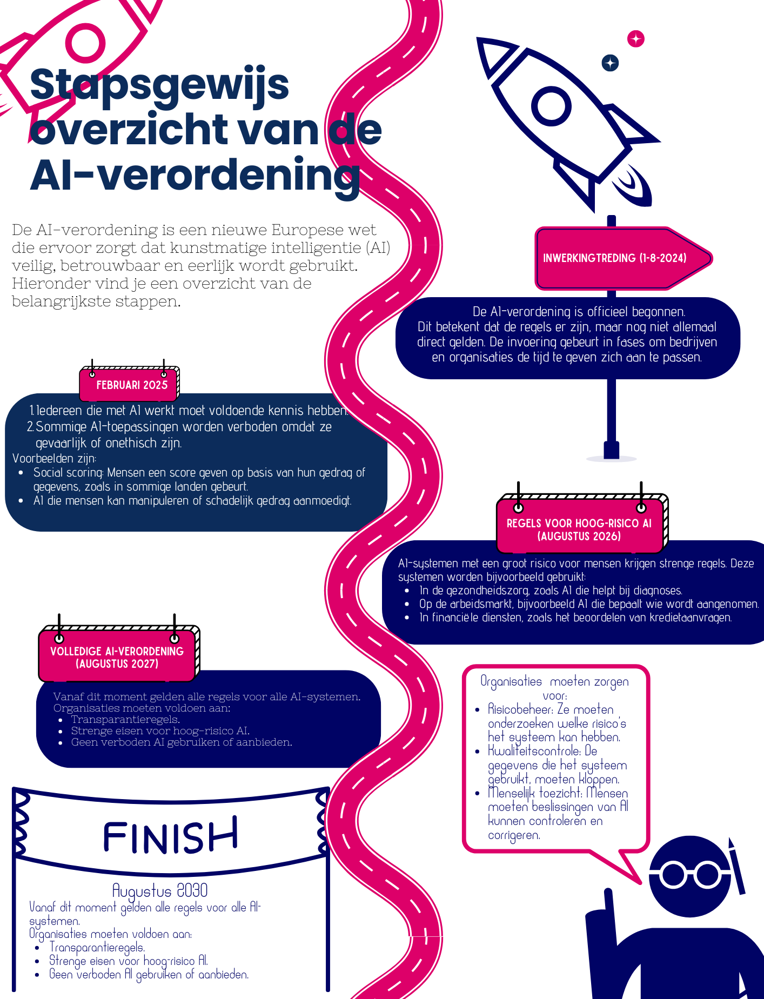 Stapsgewijs
overzicht van de
AI-verordening
De AI-verordening is een nieuwe Europese wet
die ervoor zorgt dat kunstmatige intelligentie (AI)
veilig, betrouwbaar en eerlijk wordt gebruikt.
Hieronder vind je een overzicht van de
belangrijkste stappen.
INWERKINGTREDING (1-8-2024)
De AI-verordening is officieel begonnen.
Dit betekent dat de regels er zijn, maar nog niet allemaal
direct gelden. De invoering gebeurt in fases om bedrijven
en organisaties de tijd te geven zich aan te passen.
FEBRUARI 2025
1. Iedereen die met AI werkt moet voldoende kennis hebben.
2. Sommige AI-toepassingen worden verboden omdat ze
gevaarlijk of onethisch zijn.
Voorbeelden zijn:
• Social scoring: Mensen een score geven op basis van hun gedrag of
gegevens, zoals in sommige landen gebeurt.
• AI die mensen kan manipuleren of schadelijk gedrag aanmoedigt.
REGELS VOOR HOOG-RISICO AI
(AUGUSTUS 2026)
AI-systemen met een groot risico voor mensen krijgen strenge regels. Deze
systemen worden bijvoorbeeld gebruikt:
• In de gezondheidszorg, zoals AI die helpt bij diagnoses.
• Op de arbeidsmarkt, bijvoorbeeld AI die bepaalt wie wordt aangenomen.
• In financiële diensten, zoals het beoordelen van kredietaanvragen.
Organisaties moeten zorgen
voor:
• Risicobeheer: Ze moeten
onderzoeken welke risico's
het systeem kan hebben.
• Kwaliteitscontrole: De
gegevens die het systeem
gebruikt, moeten kloppen.
• Menselijk toezicht: Mensen
moeten beslissingen van AI
kunnen controleren en
corrigeren.
VOLLEDIGE AI-VERORDENING
(AUGUSTUS 2027)
Vanaf dit moment gelden alle regels voor alle AI-systemen.
Organisaties moeten voldoen aan:
• Transparantieregels.
• Strenge eisen voor hoog-risico AI.
• Geen verboden AI gebruiken of aanbieden.
FINISH
Augustus 2030
Vanaf dit moment gelden alle regels voor alle AI-
systemen.
Organisaties moeten voldoen aan:
• Transparantieregels.
• Strenge eisen voor hoog-risico AI.
• Geen verboden AI gebruiken of aanbieden.